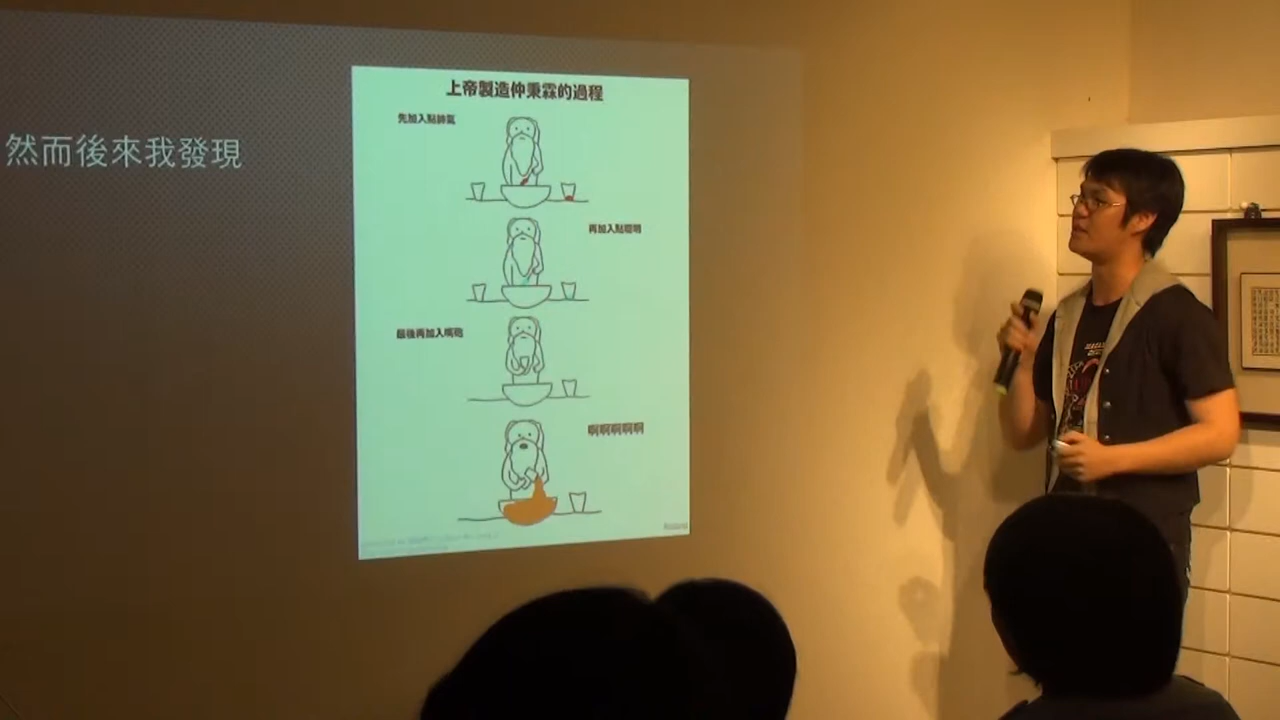 然而後來我發現
上帝製造仲秉霖的過程
先加入點帥氣
再加入點聰明
最後再加入嘴砲
啊啊啊啊啊